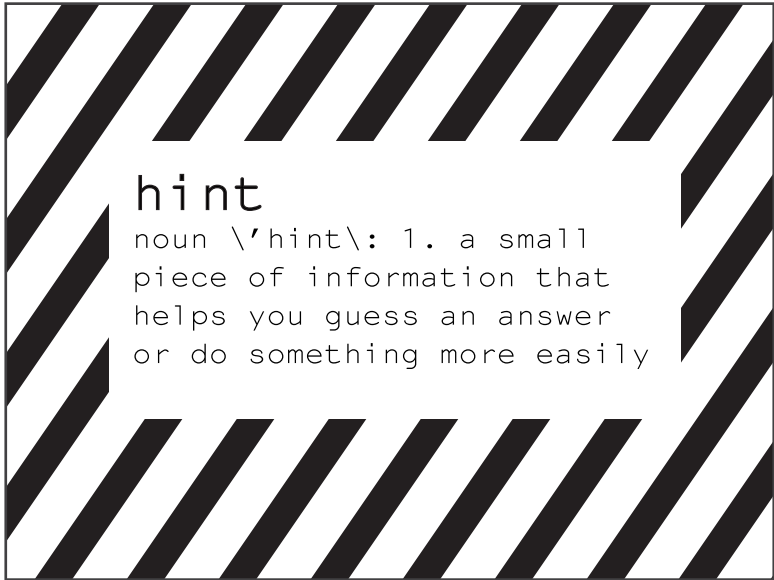 hint
noun \'hint\: 1. a small
piece of information that
helps you guess an answer
or do something more easily